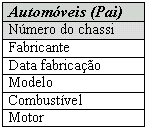 Automóveis (Pai)
Número do chassi
Fabricante
Data fabricação
Modelo
Combustível
Motor